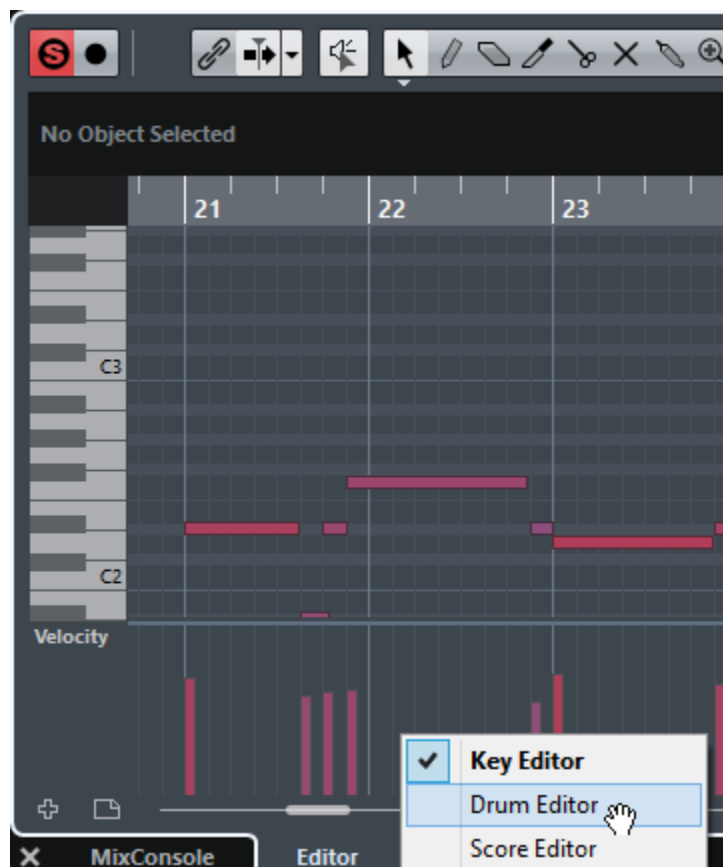 S
No Object Selected
21 22 23
C3
C2
Velocity
Key Editor
Drum Editor
Score Editor
MixConsole Editor